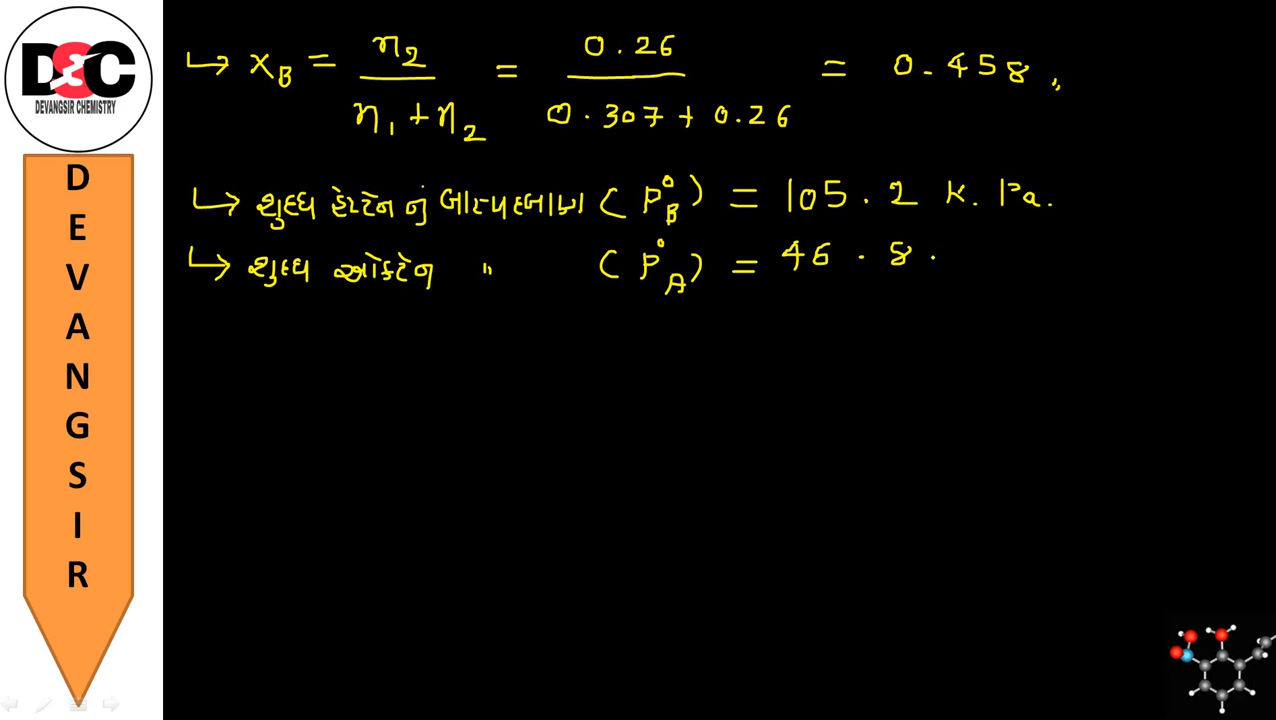 DEC
DEVANGSIR CHEMISTRY
D
E
V
A
N
G
S
I
R
↳ x_B = n₂ / (n₁ + n₂) = 0.26 / (0.307 + 0.26) = 0.458,,
↳ શુધ્ધ હેપ્ટેન નું બાષ્પદબાણ (P°_B) = 105.2 K.Pa.
↳ શુધ્ધ ઓક્ટેન " (P°_A) = 46.8.